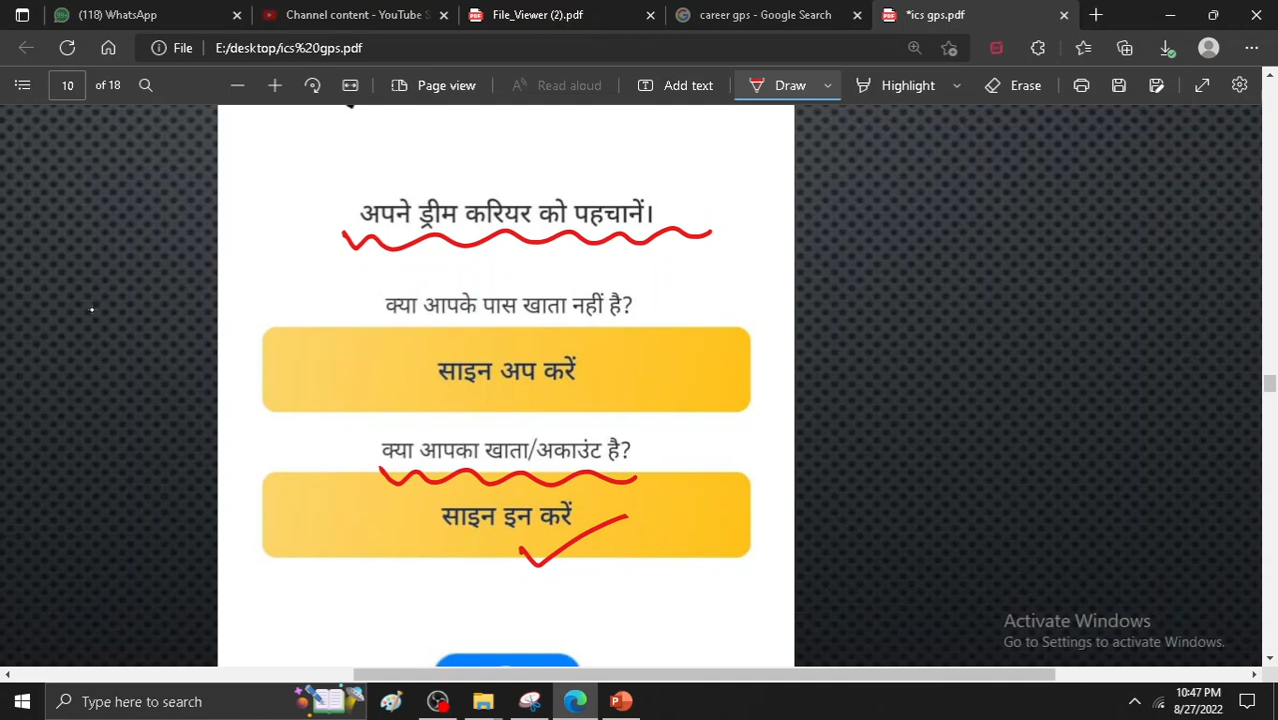 (118) WhatsApp
Channel content - YouTube S
File_Viewer (2).pdf
career gps - Google Search
*ics gps.pdf
File
E:/desktop/ics%20gps.pdf
10 of 18
Page view
Read aloud
Add text
Draw
Highlight
Erase
अपने ड्रीम करियर को पहचानें।
क्या आपके पास खाता नहीं है?
साइन अप करें
क्या आपका खाता/अकाउंट है?
साइन इन करें
Activate Windows
Go to Settings to activate Windows.
Type here to search
99+
10:47 PM
8/27/2022